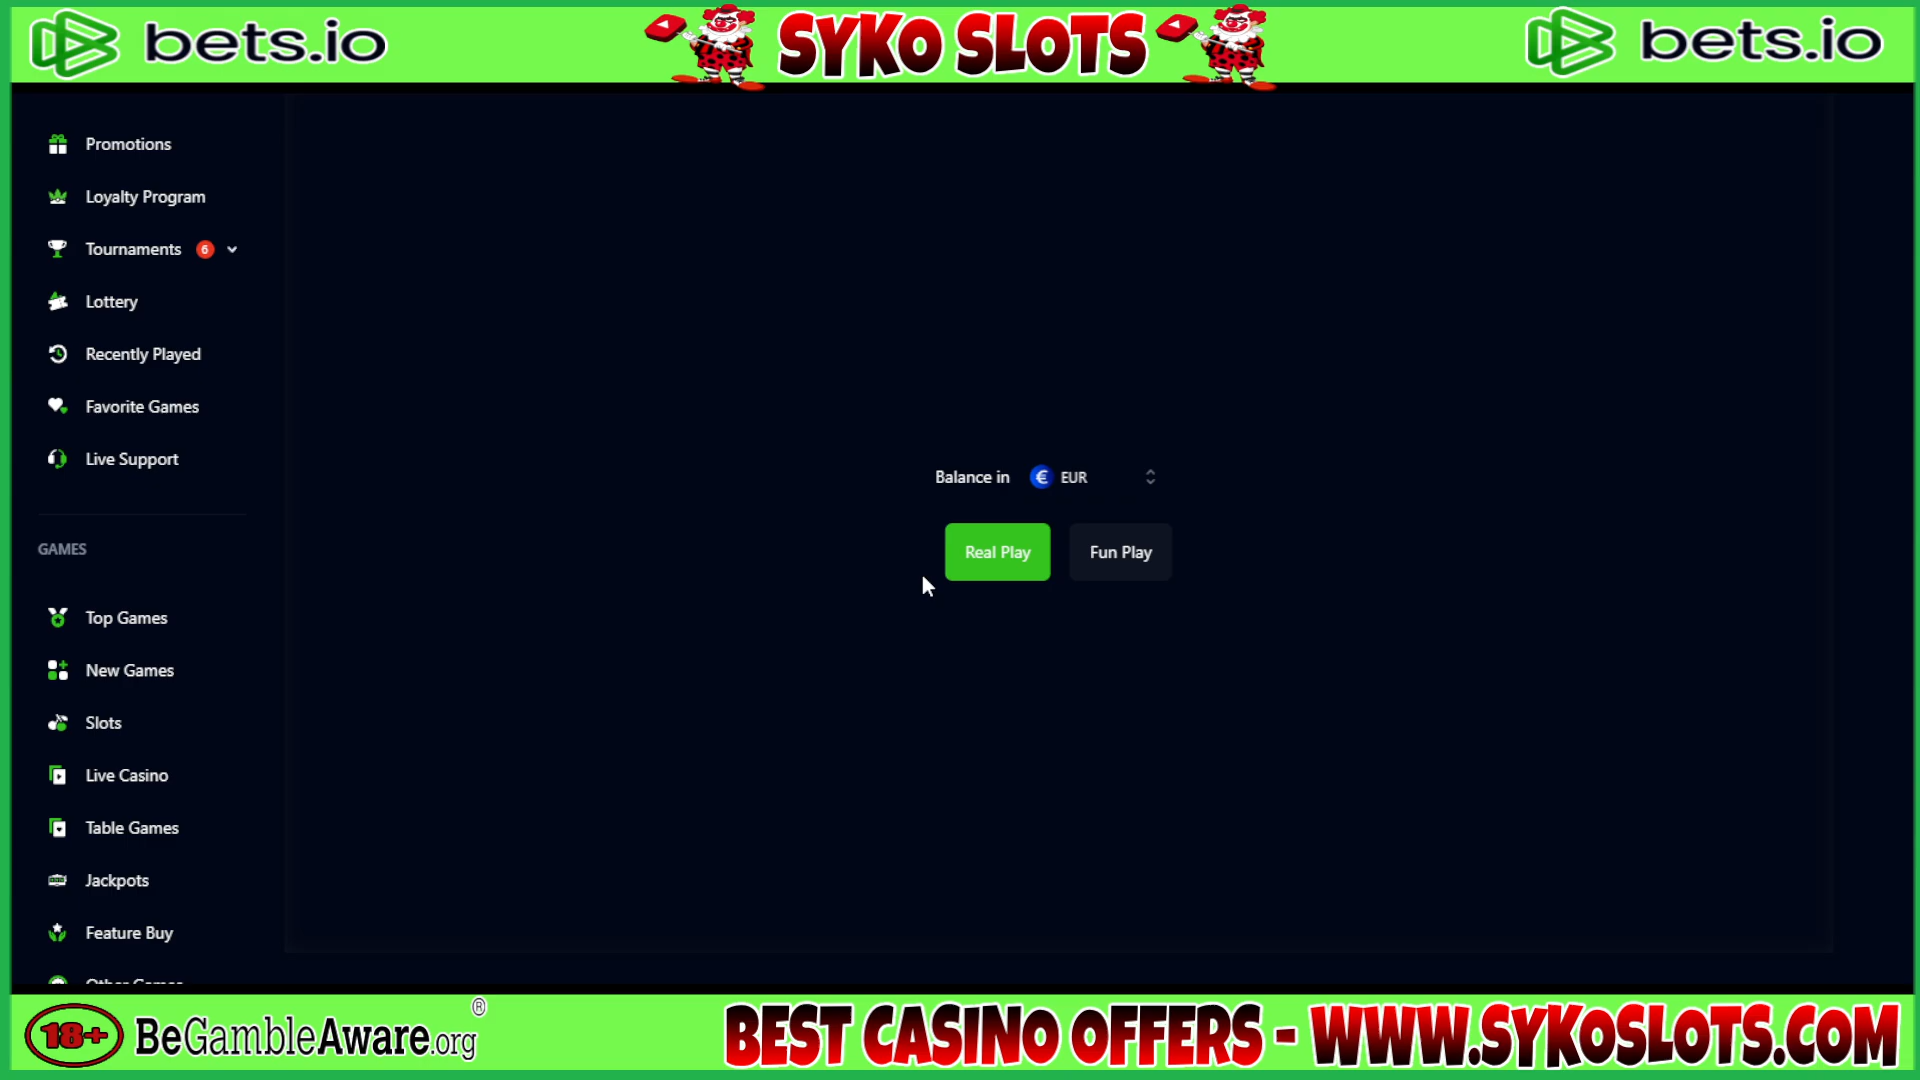 bets.io
SYKO SLOTS
bets.io
Promotions
Loyalty Program
Tournaments 6
Lottery
Recently Played
Favorite Games
Live Support
Balance in € EUR
Real Play
Fun Play
GAMES
Top Games
New Games
Slots
Live Casino
Table Games
Jackpots
Feature Buy
Other Games
18+ BeGambleAware.org ®
BEST CASINO OFFERS - WWW.SYKOSLOTS.COM